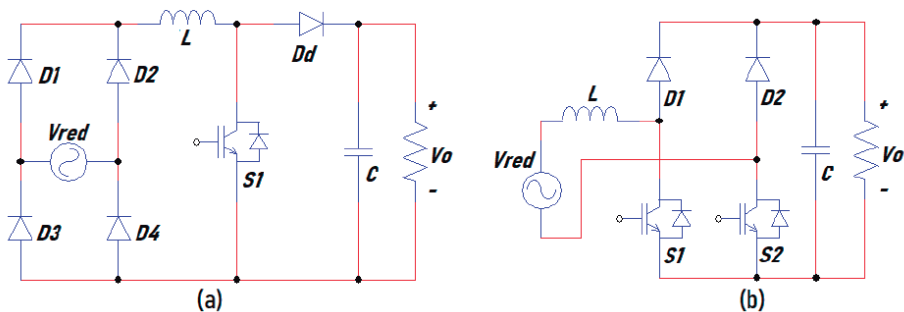 L
Dd
D1
D2
Vred
S1
C
+
Vo
-
D3
D4
(a)
L
D1
D2
Vred
S1
S2
C
+
Vo
-
(b)